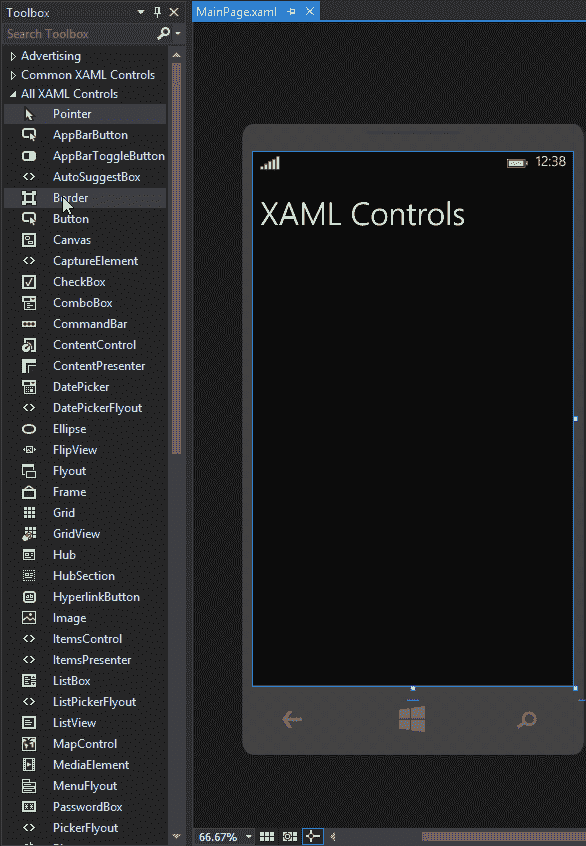 Toolbox
Search Toolbox
Advertising
Common XAML Controls
All XAML Controls
Pointer
AppBarButton
AppBarToggleButton
AutoSuggestBox
Border
Button
Canvas
CaptureElement
CheckBox
ComboBox
CommandBar
ContentControl
ContentPresenter
DatePicker
DatePickerFlyout
Ellipse
FlipView
Flyout
Frame
Grid
GridView
Hub
HubSection
HyperlinkButton
Image
ItemsControl
ItemsPresenter
ListBox
ListPickerFlyout
ListView
MapControl
MediaElement
MenuFlyout
PasswordBox
PickerFlyout
MainPage.xaml
12:38
XAML Controls
66.67%